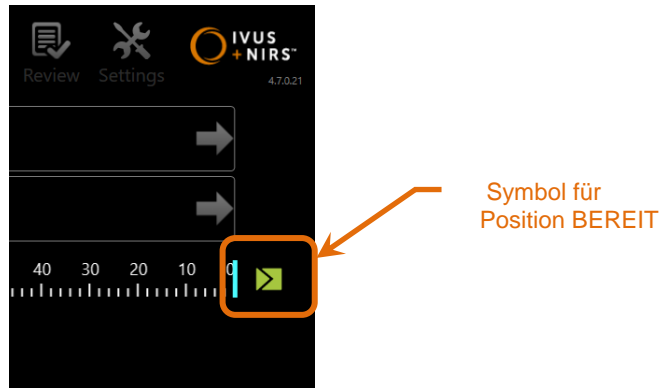 IVUS
+NIRS™
Review Settings
4.7.0.21
Symbol für
Position BEREIT
40 30 20 10 0